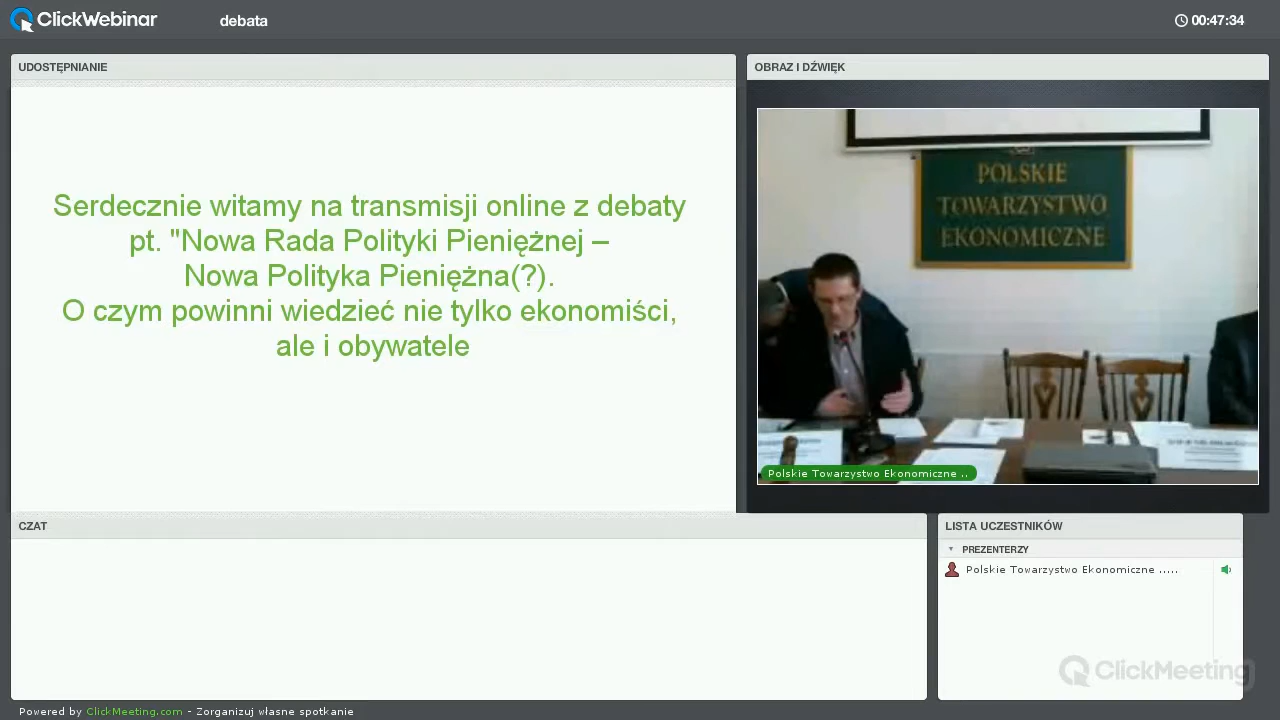 ClickWebinar
debata
00:47:34
UDOSTĘPNIANIE
Serdecznie witamy na transmisji online z debaty
pt. "Nowa Rada Polityki Pieniężnej –
Nowa Polityka Pieniężna(?).
O czym powinni wiedzieć nie tylko ekonomiści,
ale i obywatele
OBRAZ I DŹWIĘK
POLSKIE
TOWARZYSTWO
EKONOMICZNE
Polskie Towarzystwo Ekonomiczne ..
CZAT
LISTA UCZESTNIKÓW
PREZENTERZY
Polskie Towarzystwo Ekonomiczne .....
ClickMeeting
Powered by ClickMeeting.com - Zorganizuj własne spotkanie